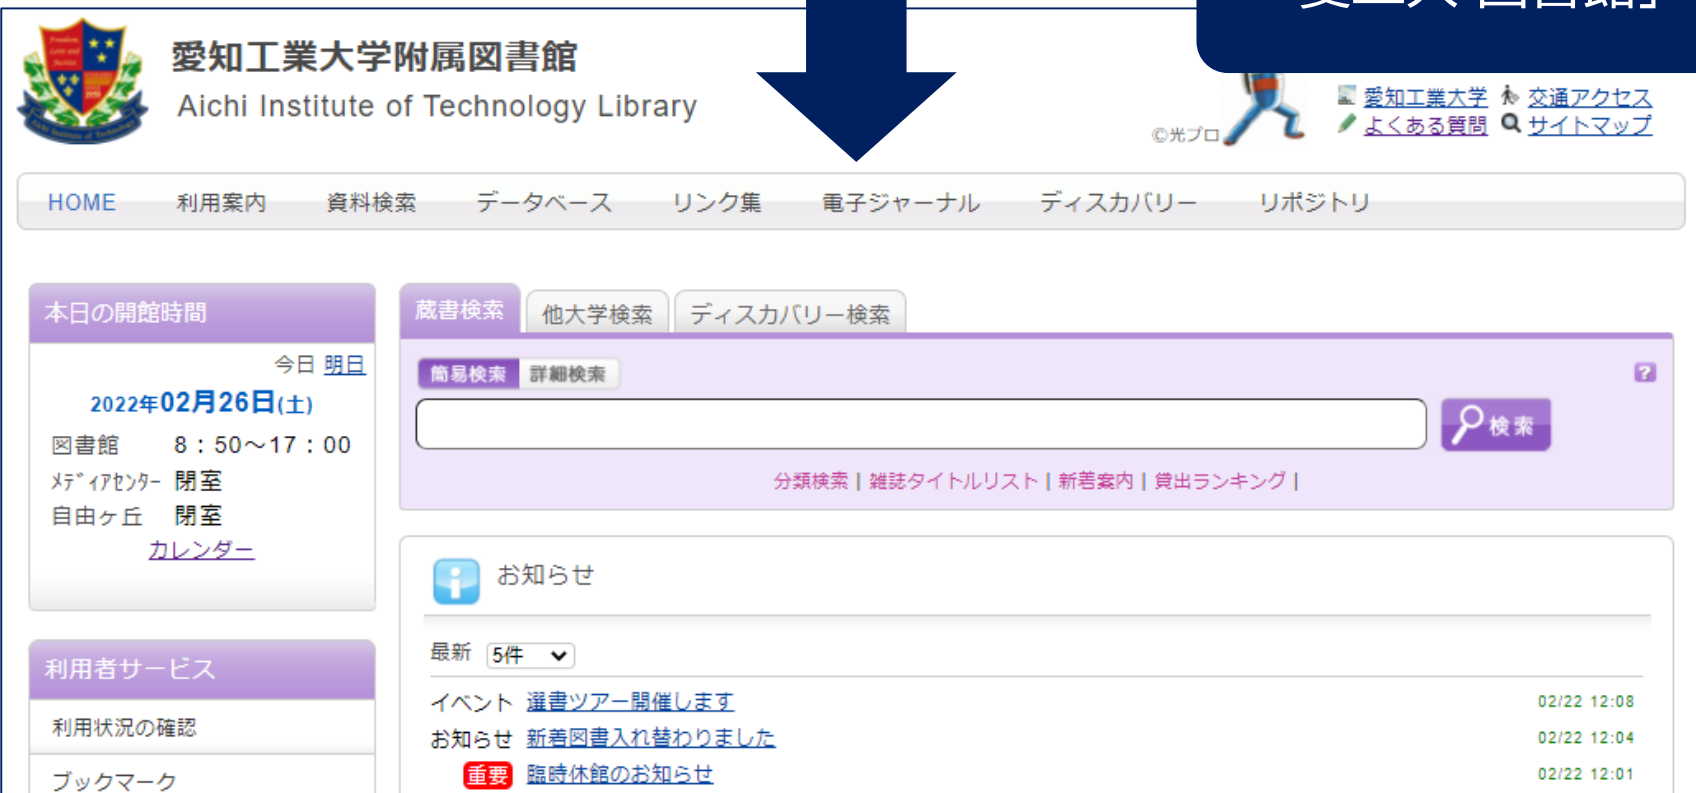 愛工大 図書館」
愛知工業大学附属図書館
Aichi Institute of Technology Library
©光プロ
愛知工業大学 交通アクセス
よくある質問 サイトマップ
HOME 利用案内 資料検索 データベース リンク集 電子ジャーナル ディスカバリー リポジトリ
本日の開館時間
今日 明日
2022年02月26日(土)
図書館 8：50～17：00
ﾒﾃﾞｨｱｾﾝﾀｰ 閉室
自由ヶ丘 閉室
カレンダー
利用者サービス
利用状況の確認
ブックマーク
蔵書検索 他大学検索 ディスカバリー検索
簡易検索 詳細検索
検索
分類検索 | 雑誌タイトルリスト | 新着案内 | 貸出ランキング |
お知らせ
最新 5件
イベント 選書ツアー開催します 02/22 12:08
お知らせ 新着図書入れ替わりました 02/22 12:04
重要 臨時休館のお知らせ 02/22 12:01